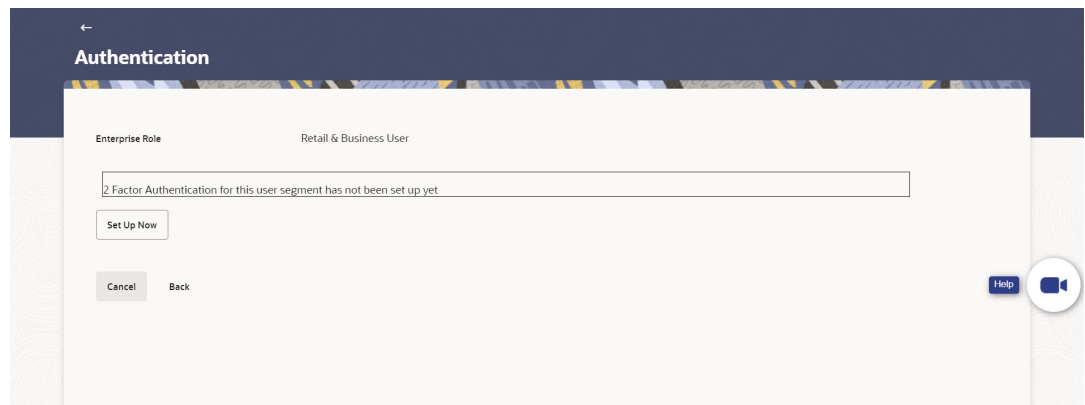 Authentication
Enterprise Role Retail & Business User
2 Factor Authentication for this user segment has not been set up yet
Set Up Now
Cancel Back
Help